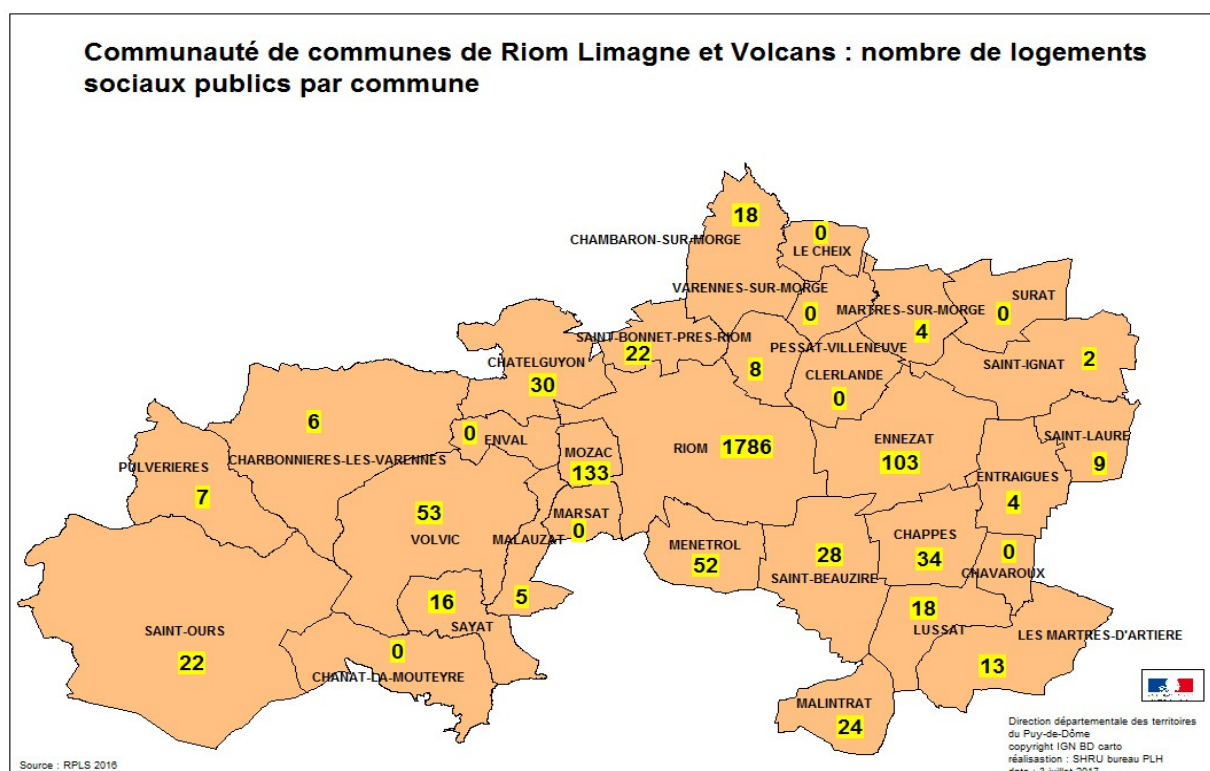 Communauté de communes de Riom Limagne et Volcans : nombre de logements
sociaux publics par commune
18
CHAMBARON-SUR-MORGE
0
LE CHEIX
VARENNES-SUR-MORGE
0
MARTRES-SUR-MORGE
4
SURAT
0
SAINT-BONNET-PRES-RIOM
22
PESSAT-VILLENEUVE
8
CHATELGUYON
30
CLERLANDE
0
SAINT-IGNAT
2
6
CHARBONNIERES-LES-VARENNES
0
ENVAL
MOZAC
133
RIOM 1786
ENNEZAT
103
SAINT-LAURE
9
PULVERIERES
7
ENTRAIGUES
4
53
VOLVIC
MARSAT
0
MALAUZAT
5
MENETROL
52
28
SAINT-BEAUZIRE
CHAPPES
34
0
CHAVAROUX
16
SAYAT
18
LUSSAT
SAINT-OURS
22
0
CHANAT-LA-MOUTEYRE
LES MARTRES-D'ARTIERE
13
MALINTRAT
24
Direction départementale des territoires
du Puy-de-Dôme
copyright IGN BD carto
réalisastion : SHRU bureau PLH
Source : RPLS 2016
date : 3 juillet 2017